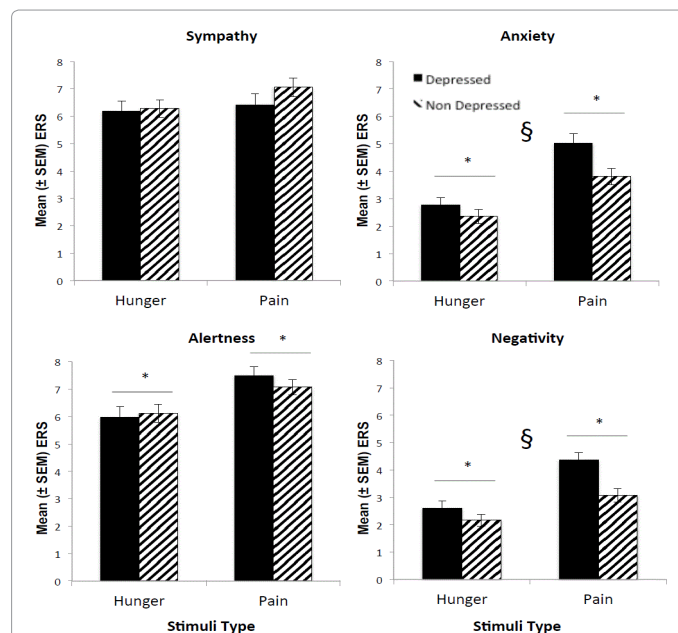 Sympathy
Mean (± SEM) ERS
8
7
6
5
4
3
2
1
0
Hunger Pain
Anxiety
Mean (± SEM) ERS
8
7
6
5
4
3
2
1
0
Depressed
Non Depressed
*
§
*
Hunger Pain
Alertness
Mean (± SEM) ERS
8
7
6
5
4
3
2
1
0
*
*
Hunger Pain
Stimuli Type
Negativity
Mean (± SEM) ERS
8
7
6
5
4
3
2
1
0
§
*
*
Hunger Pain
Stimuli Type